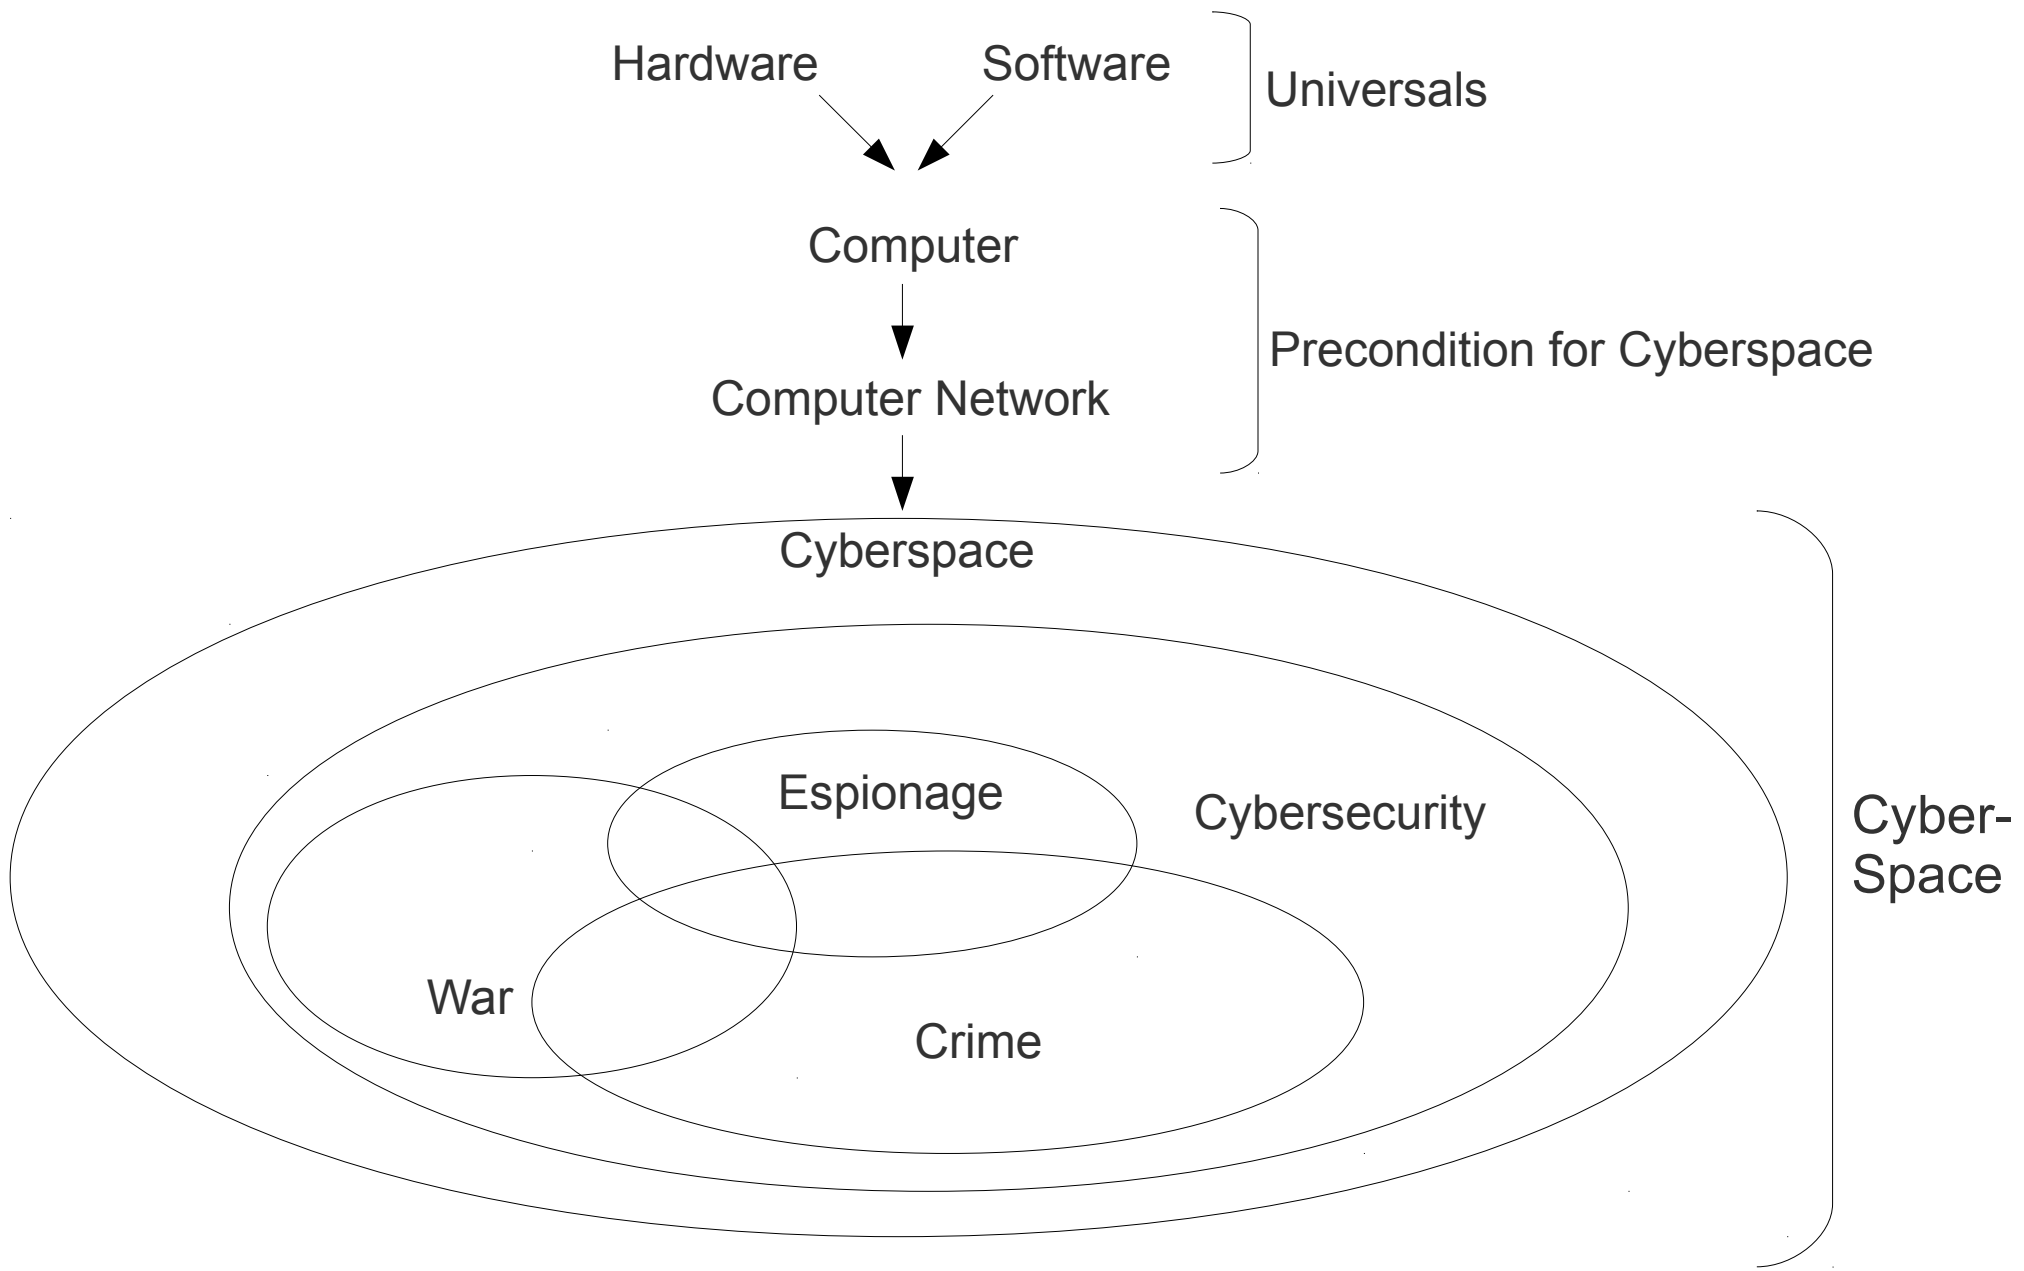 Hardware
Software
Universals
Computer
Precondition for Cyberspace
Computer Network
Cyberspace
Espionage
Cybersecurity
Cyber-
Space
War
Crime